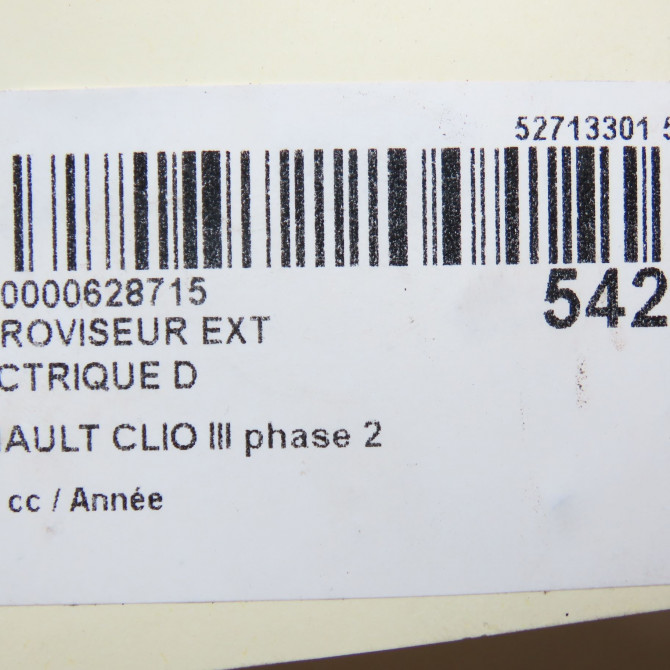 52713301 5
0000628715
542
ROVISEUR EXT
CTRIQUE D
AULT CLIO III phase 2
cc / Année